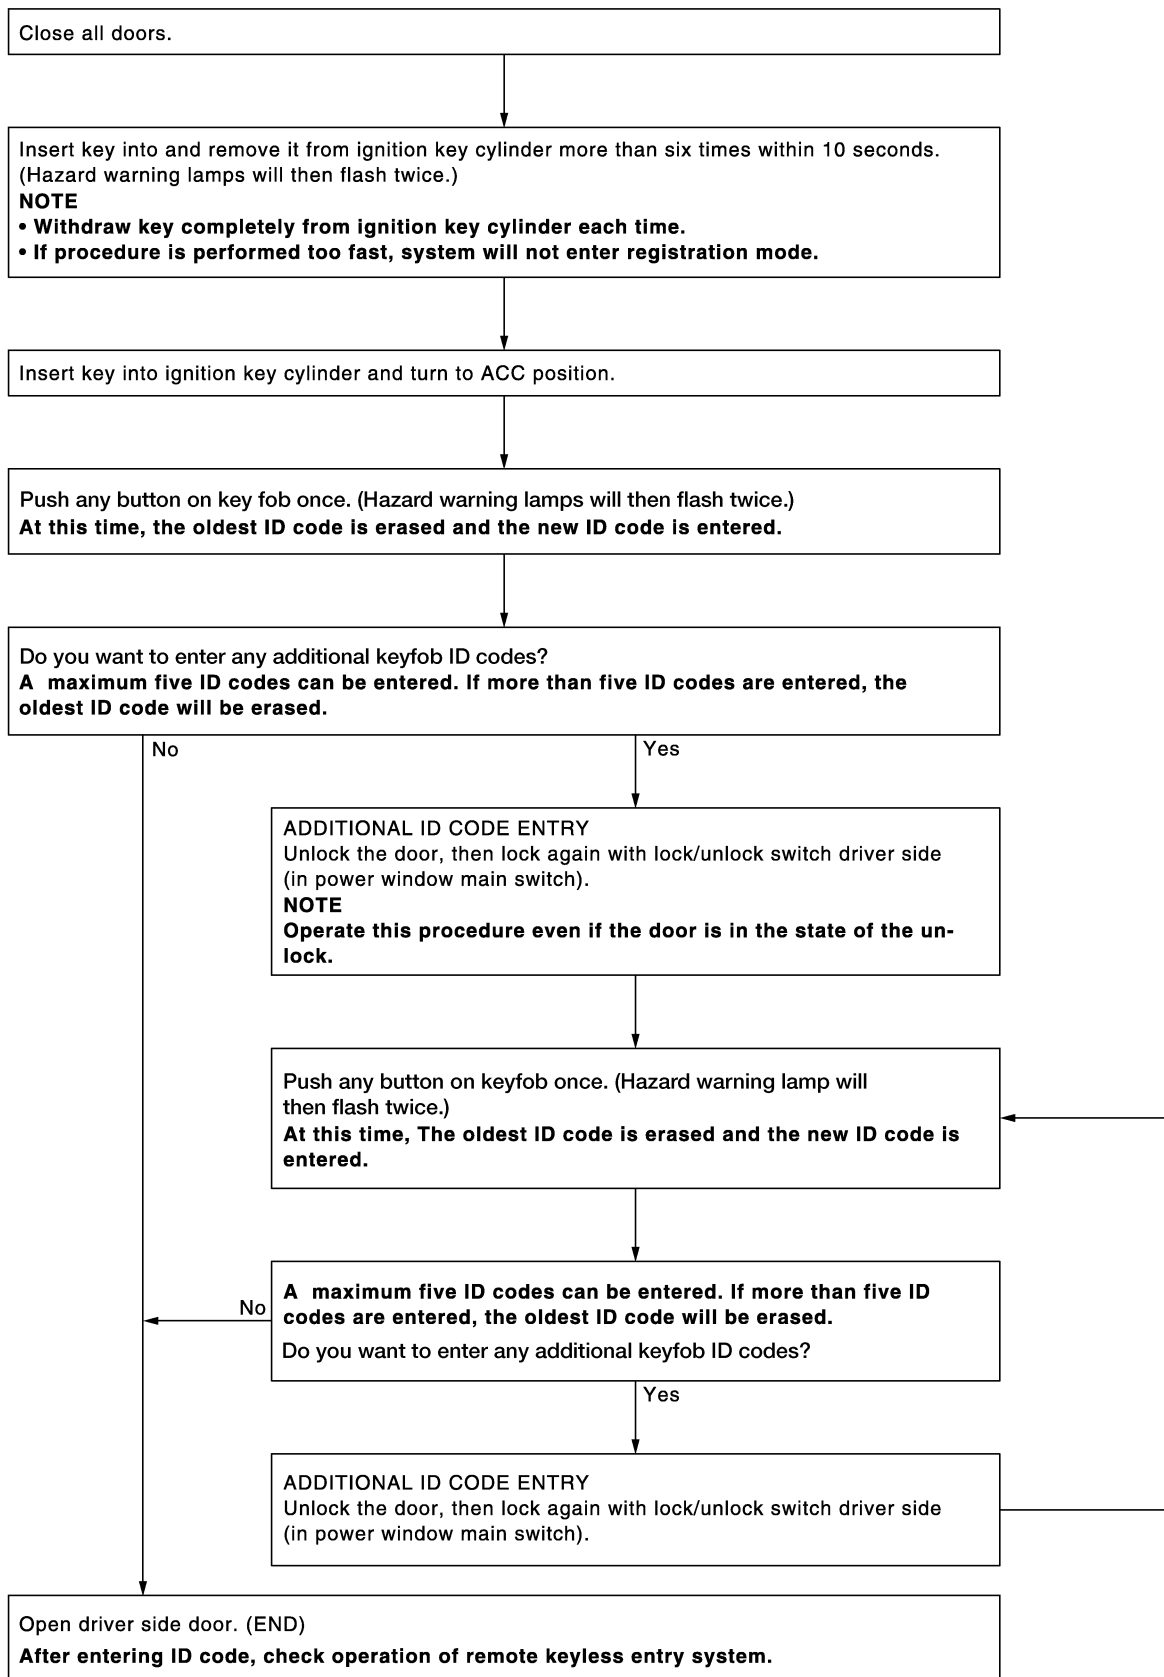 Close all doors.
Insert key into and remove it from ignition key cylinder more than six times within 10 seconds.
(Hazard warning lamps will then flash twice.)
NOTE
• Withdraw key completely from ignition key cylinder each time.
• If procedure is performed too fast, system will not enter registration mode.
Insert key into ignition key cylinder and turn to ACC position.
Push any button on key fob once. (Hazard warning lamps will then flash twice.)
At this time, the oldest ID code is erased and the new ID code is entered.
Do you want to enter any additional keyfob ID codes?
A maximum five ID codes can be entered. If more than five ID codes are entered, the
oldest ID code will be erased.
No
Yes
ADDITIONAL ID CODE ENTRY
Unlock the door, then lock again with lock/unlock switch driver side
(in power window main switch).
NOTE
Operate this procedure even if the door is in the state of the un-
lock.
Push any button on keyfob once. (Hazard warning lamp will
then flash twice.)
At this time, The oldest ID code is erased and the new ID code is
entered.
No
A maximum five ID codes can be entered. If more than five ID
codes are entered, the oldest ID code will be erased.
Do you want to enter any additional keyfob ID codes?
Yes
ADDITIONAL ID CODE ENTRY
Unlock the door, then lock again with lock/unlock switch driver side
(in power window main switch).
Open driver side door. (END)
After entering ID code, check operation of remote keyless entry system.